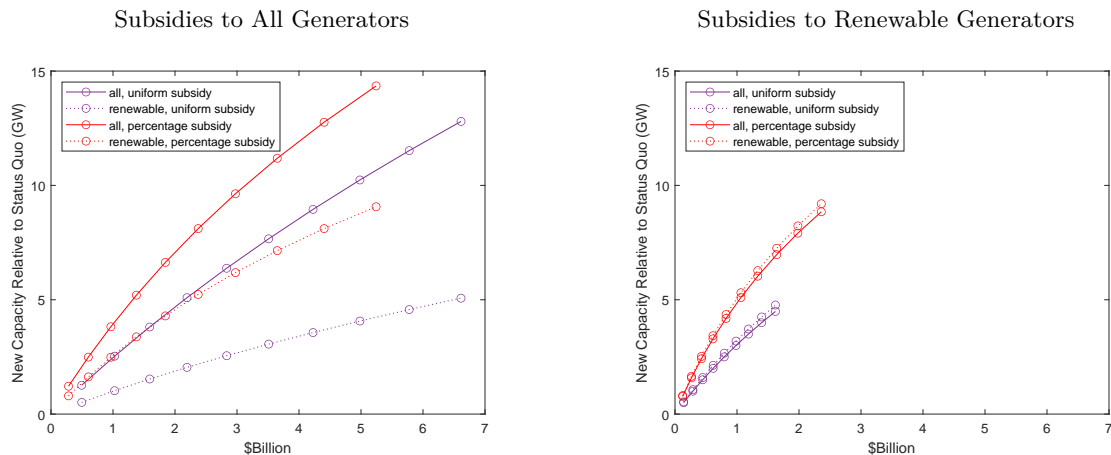 Subsidies to All Generators
New Capacity Relative to Status Quo (GW)
15
10
5
0
all, uniform subsidy
renewable, uniform subsidy
all, percentage subsidy
renewable, percentage subsidy
0 1 2 3 4 5 6 7
$Billion
Subsidies to Renewable Generators
New Capacity Relative to Status Quo (GW)
15
10
5
0
all, uniform subsidy
renewable, uniform subsidy
all, percentage subsidy
renewable, percentage subsidy
0 1 2 3 4 5 6 7
$Billion